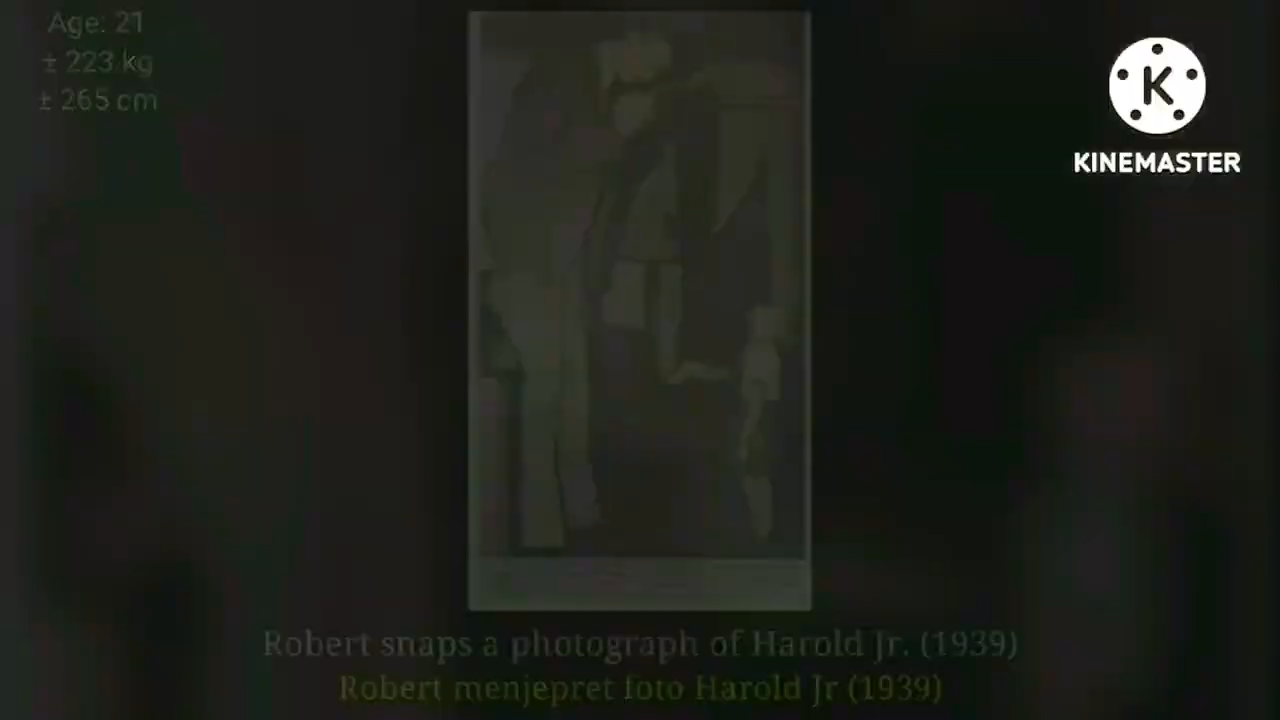 Age: 21
± 223 kg
± 265 cm
K
KINEMASTER
Robert snaps a photograph of Harold Jr. (1939)
Robert menjepret foto Harold Jr (1939)